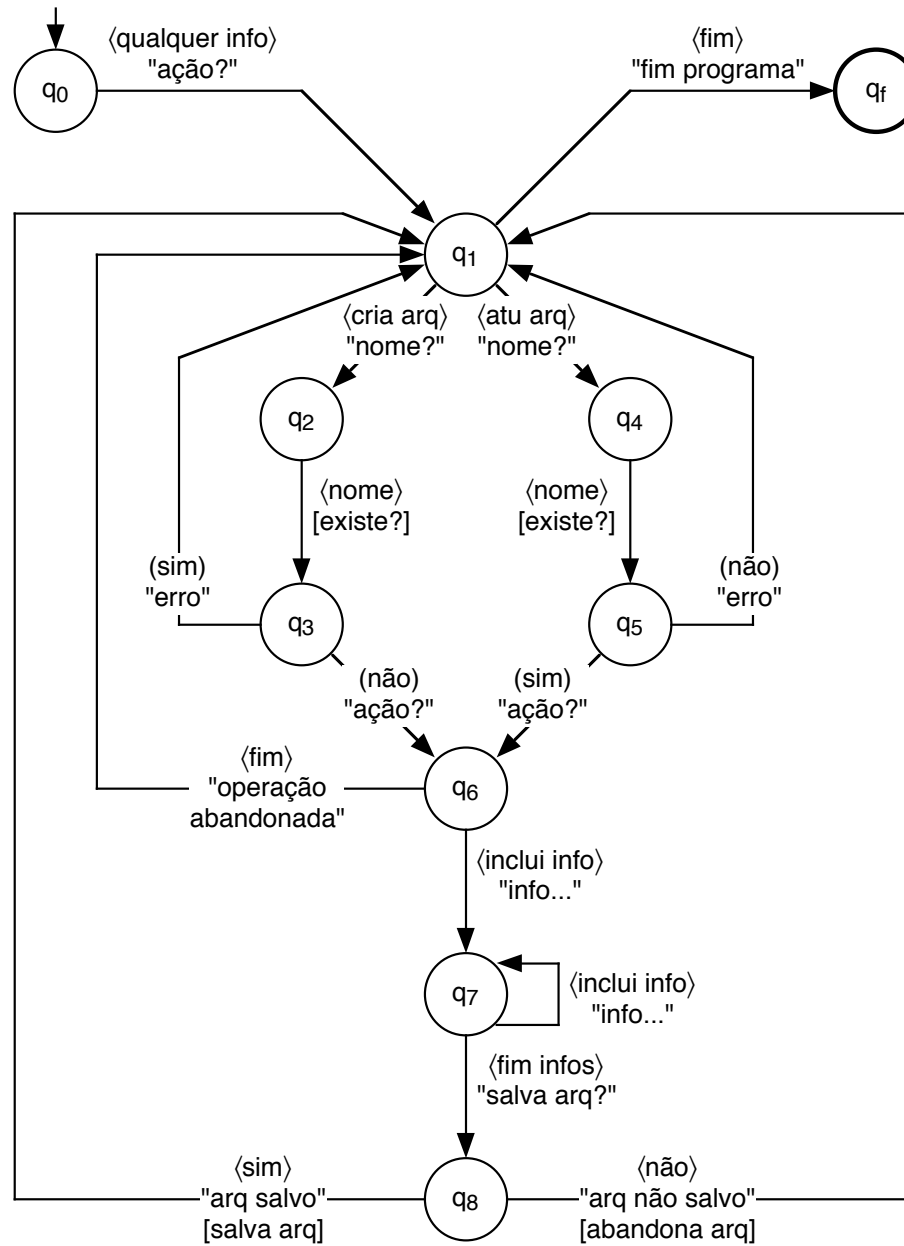 ⟨qualquer info⟩
"ação?"
⟨fim⟩
"fim programa"
q0
qf
q1
⟨cria arq⟩
"nome?"
⟨atu arq⟩
"nome?"
q2
q4
⟨nome⟩
[existe?]
⟨nome⟩
[existe?]
(sim)
"erro"
(não)
"erro"
q3
q5
(não)
"ação?"
(sim)
"ação?"
⟨fim⟩
"operação
abandonada"
q6
⟨inclui info⟩
"info..."
q7
⟨inclui info⟩
"info..."
⟨fim infos⟩
"salva arq?"
⟨sim⟩
"arq salvo"
[salva arq]
q8
⟨não⟩
"arq não salvo"
[abandona arq]